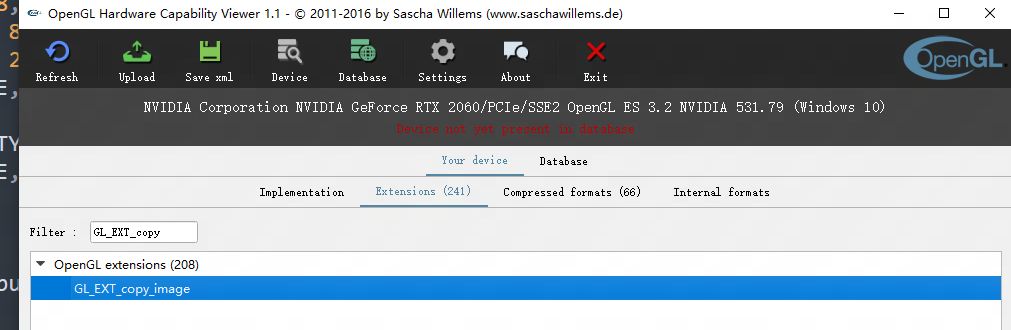 OpenGL Hardware Capability Viewer 1.1 - © 2011-2016 by Sascha Willems (www.saschawillems.de)
Refresh Upload Save xml Device Database Settings About Exit
OpenGL
NVIDIA Corporation NVIDIA GeForce RTX 2060/PCIe/SSE2 OpenGL ES 3.2 NVIDIA 531.79 (Windows 10)
Device not yet present in database
Your device Database
Implementation Extensions (241) Compressed formats (66) Internal formats
Filter : GL_EXT_copy
OpenGL extensions (208)
GL_EXT_copy_image